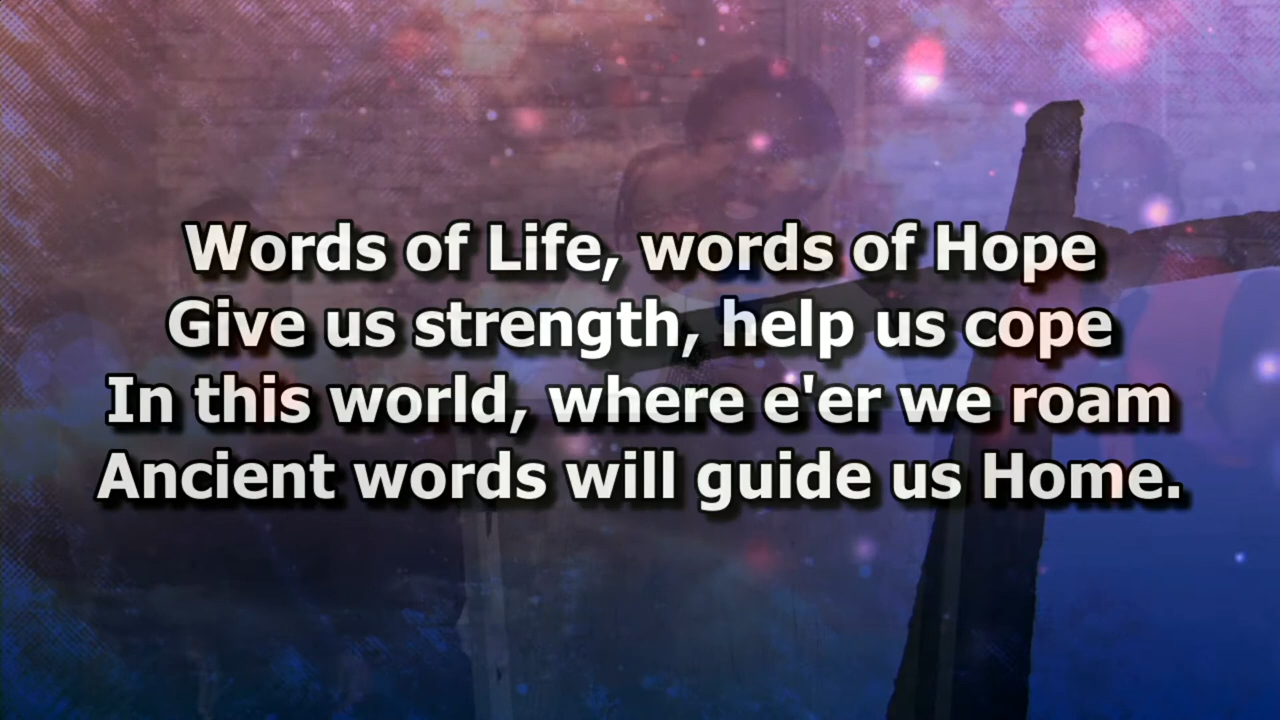 Words of Life, words of Hope
Give us strength, help us cope
In this world, where e'er we roam
Ancient words will guide us Home.